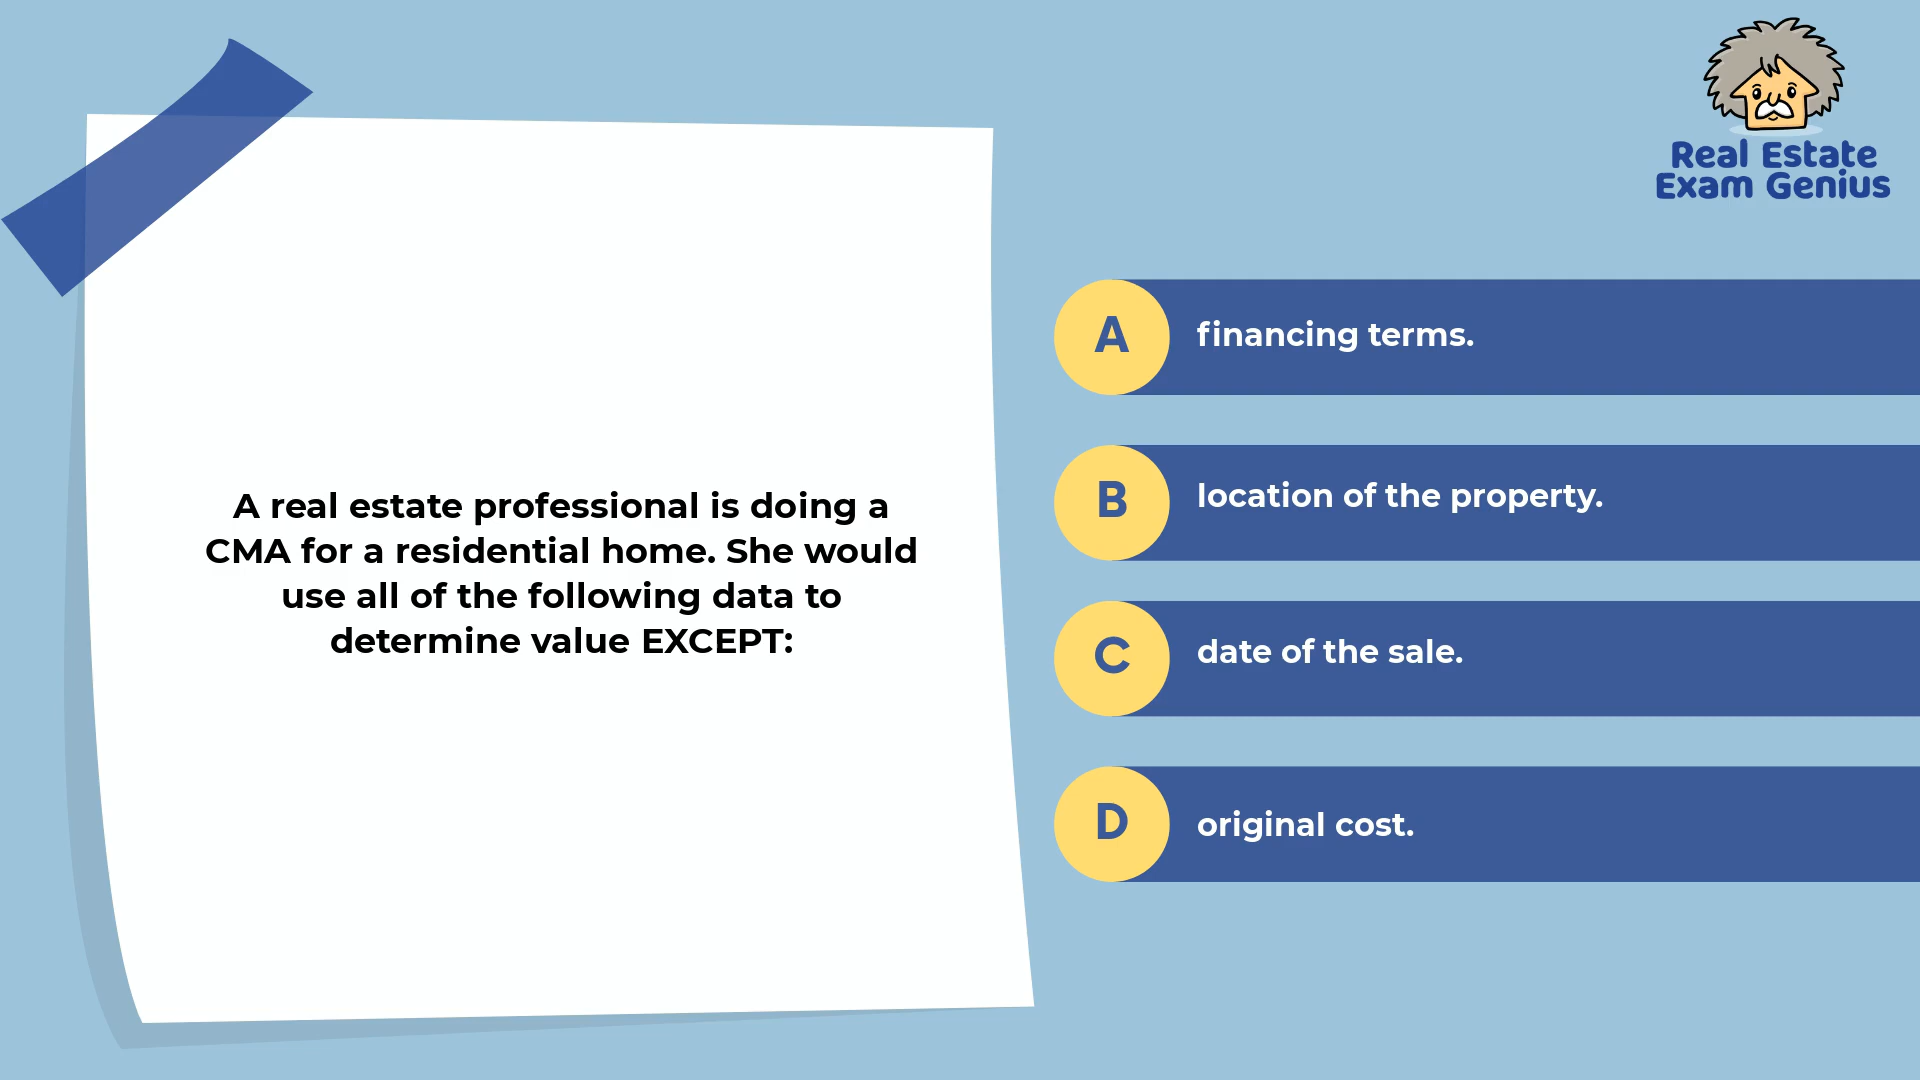 Real Estate
Exam Genius
A real estate professional is doing a
CMA for a residential home. She would
use all of the following data to
determine value EXCEPT:
A
financing terms.
B
location of the property.
C
date of the sale.
D
original cost.